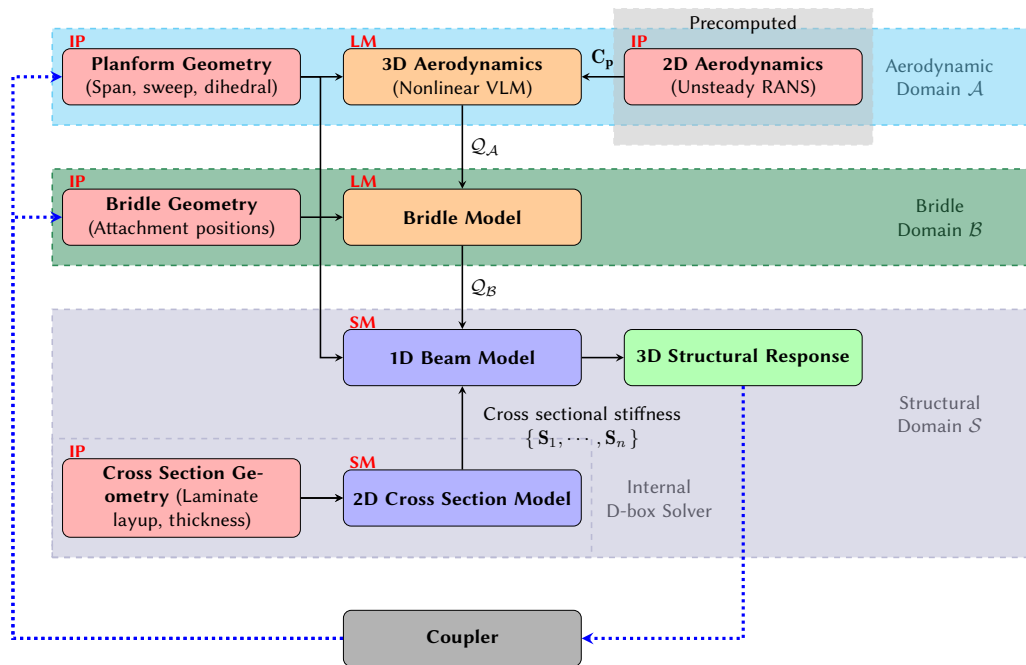 Precomputed
IP
Planform Geometry
(Span, sweep, dihedral)
LM
3D Aerodynamics
(Nonlinear VLM)
C_p
IP
2D Aerodynamics
(Unsteady RANS)
Aerodynamic
Domain 𝒜
𝒬_𝒜
IP
Bridle Geometry
(Attachment positions)
LM
Bridle Model
Bridle
Domain ℬ
𝒬_ℬ
SM
1D Beam Model
3D Structural Response
Structural
Domain 𝒮
Cross sectional stiffness
{ S₁, ⋯ , Sₙ }
IP
Cross Section Ge-
ometry (Laminate
layup, thickness)
SM
2D Cross Section Model
Internal
D-box Solver
Coupler